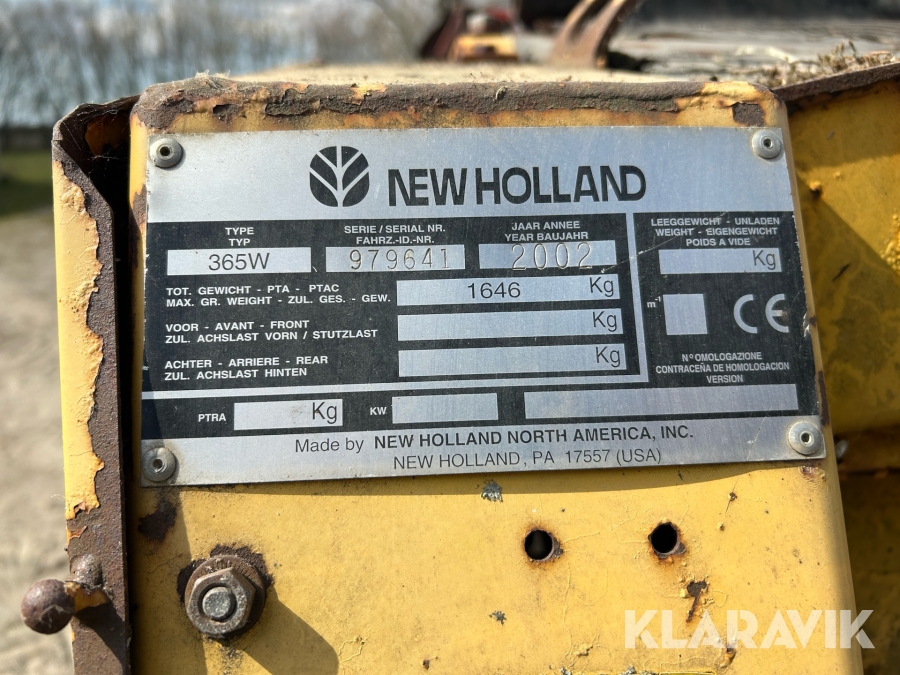 NEW HOLLAND
TYPE
TYP
365W
SERIE / SERIAL NR.
FAHRZ.-ID.-NR.
979641
JAAR ANNEE
YEAR BAUJAHR
2002
LEEGGEWICHT - UNLADEN
WEIGHT - EIGENGEWICHT
POIDS A VIDE
Kg
TOT. GEWICHT - PTA - PTAC
MAX. GR. WEIGHT - ZUL. GES. - GEW.
1646 Kg
VOOR - AVANT - FRONT
ZUL. ACHSLAST VORN / STUTZLAST
Kg
ACHTER - ARRIERE - REAR
ZUL. ACHSLAST HINTEN
Kg
m⁻¹
CE
Nº OMOLOGAZIONE
CONTRACEÑA DE HOMOLOGACION
VERSION
PTRA Kg KW
Made by NEW HOLLAND NORTH AMERICA, INC.
NEW HOLLAND, PA 17557 (USA)
KLARAVIK